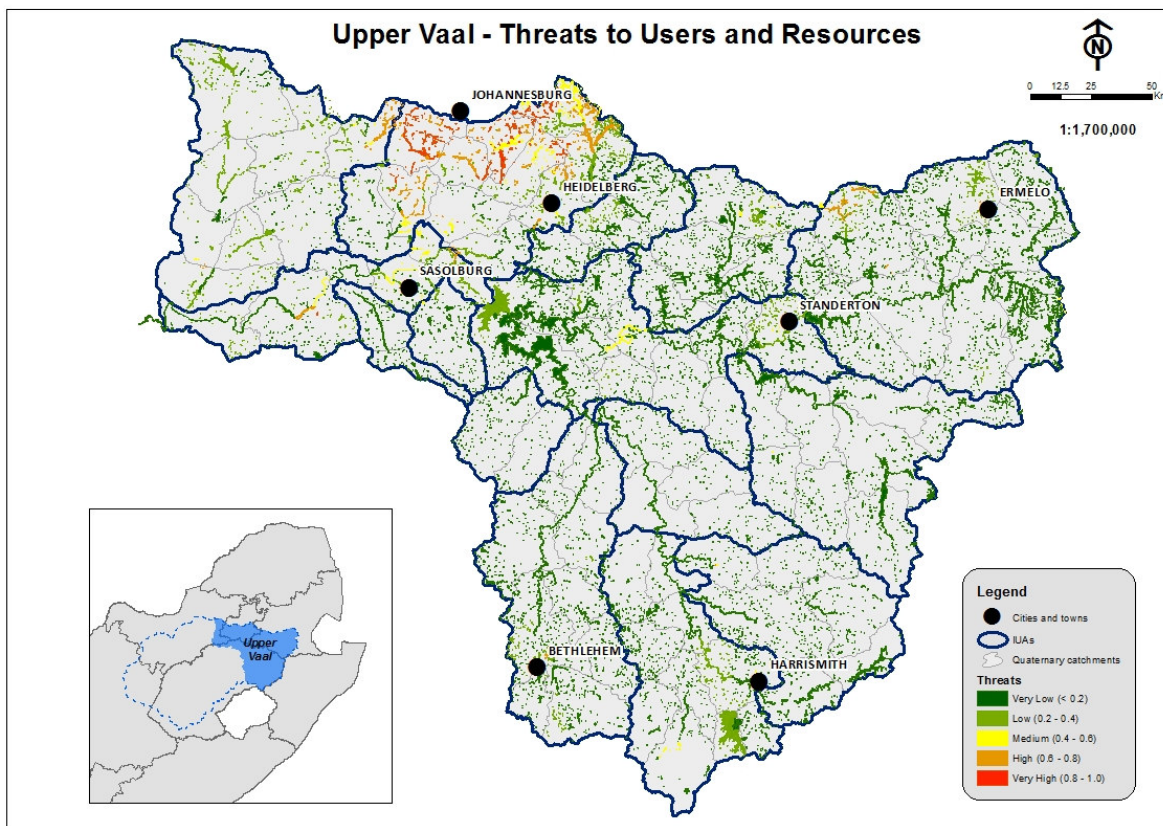 Upper Vaal - Threats to Users and Resources
N
0 12.5 25 50
Km
1:1,700,000
JOHANNESBURG
HEIDELBERG
ERMELO
SASOLBURG
STANDERTON
BETHLEHEM
HARRISMITH
Upper
Vaal
Legend
Cities and towns
IUAs
Quaternary catchments
Threats
Very Low (< 0.2)
Low (0.2 - 0.4)
Medium (0.4 - 0.6)
High (0.6 - 0.8)
Very High (0.8 - 1.0)